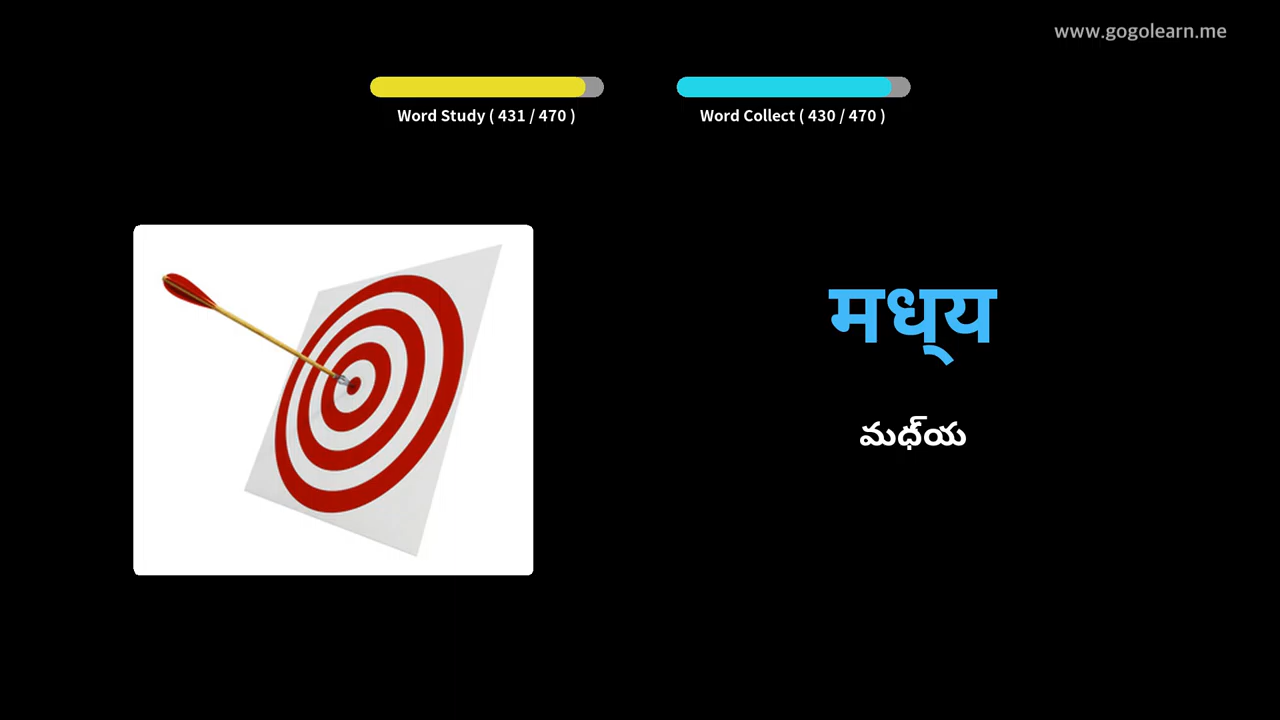 www.gogolearn.me
Word Study ( 431 / 470 )
Word Collect ( 430 / 470 )
मध्‌य
మధ్‌య